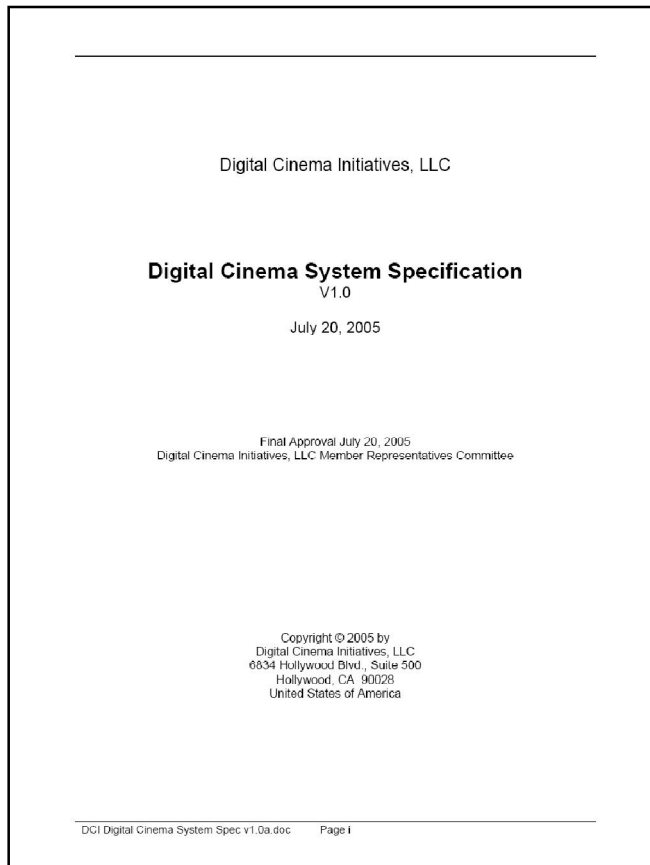 Digital Cinema Initiatives, LLC
Digital Cinema System Specification
V1.0
July 20, 2005
Final Approval July 20, 2005
Digital Cinema Initiatives, LLC Member Representatives Committee
Copyright © 2005 by
Digital Cinema Initiatives, LLC
6834 Hollywood Blvd., Suite 500
Hollywood, CA 90028
United States of America
DCI Digital Cinema System Spec v1.0a.doc Page i